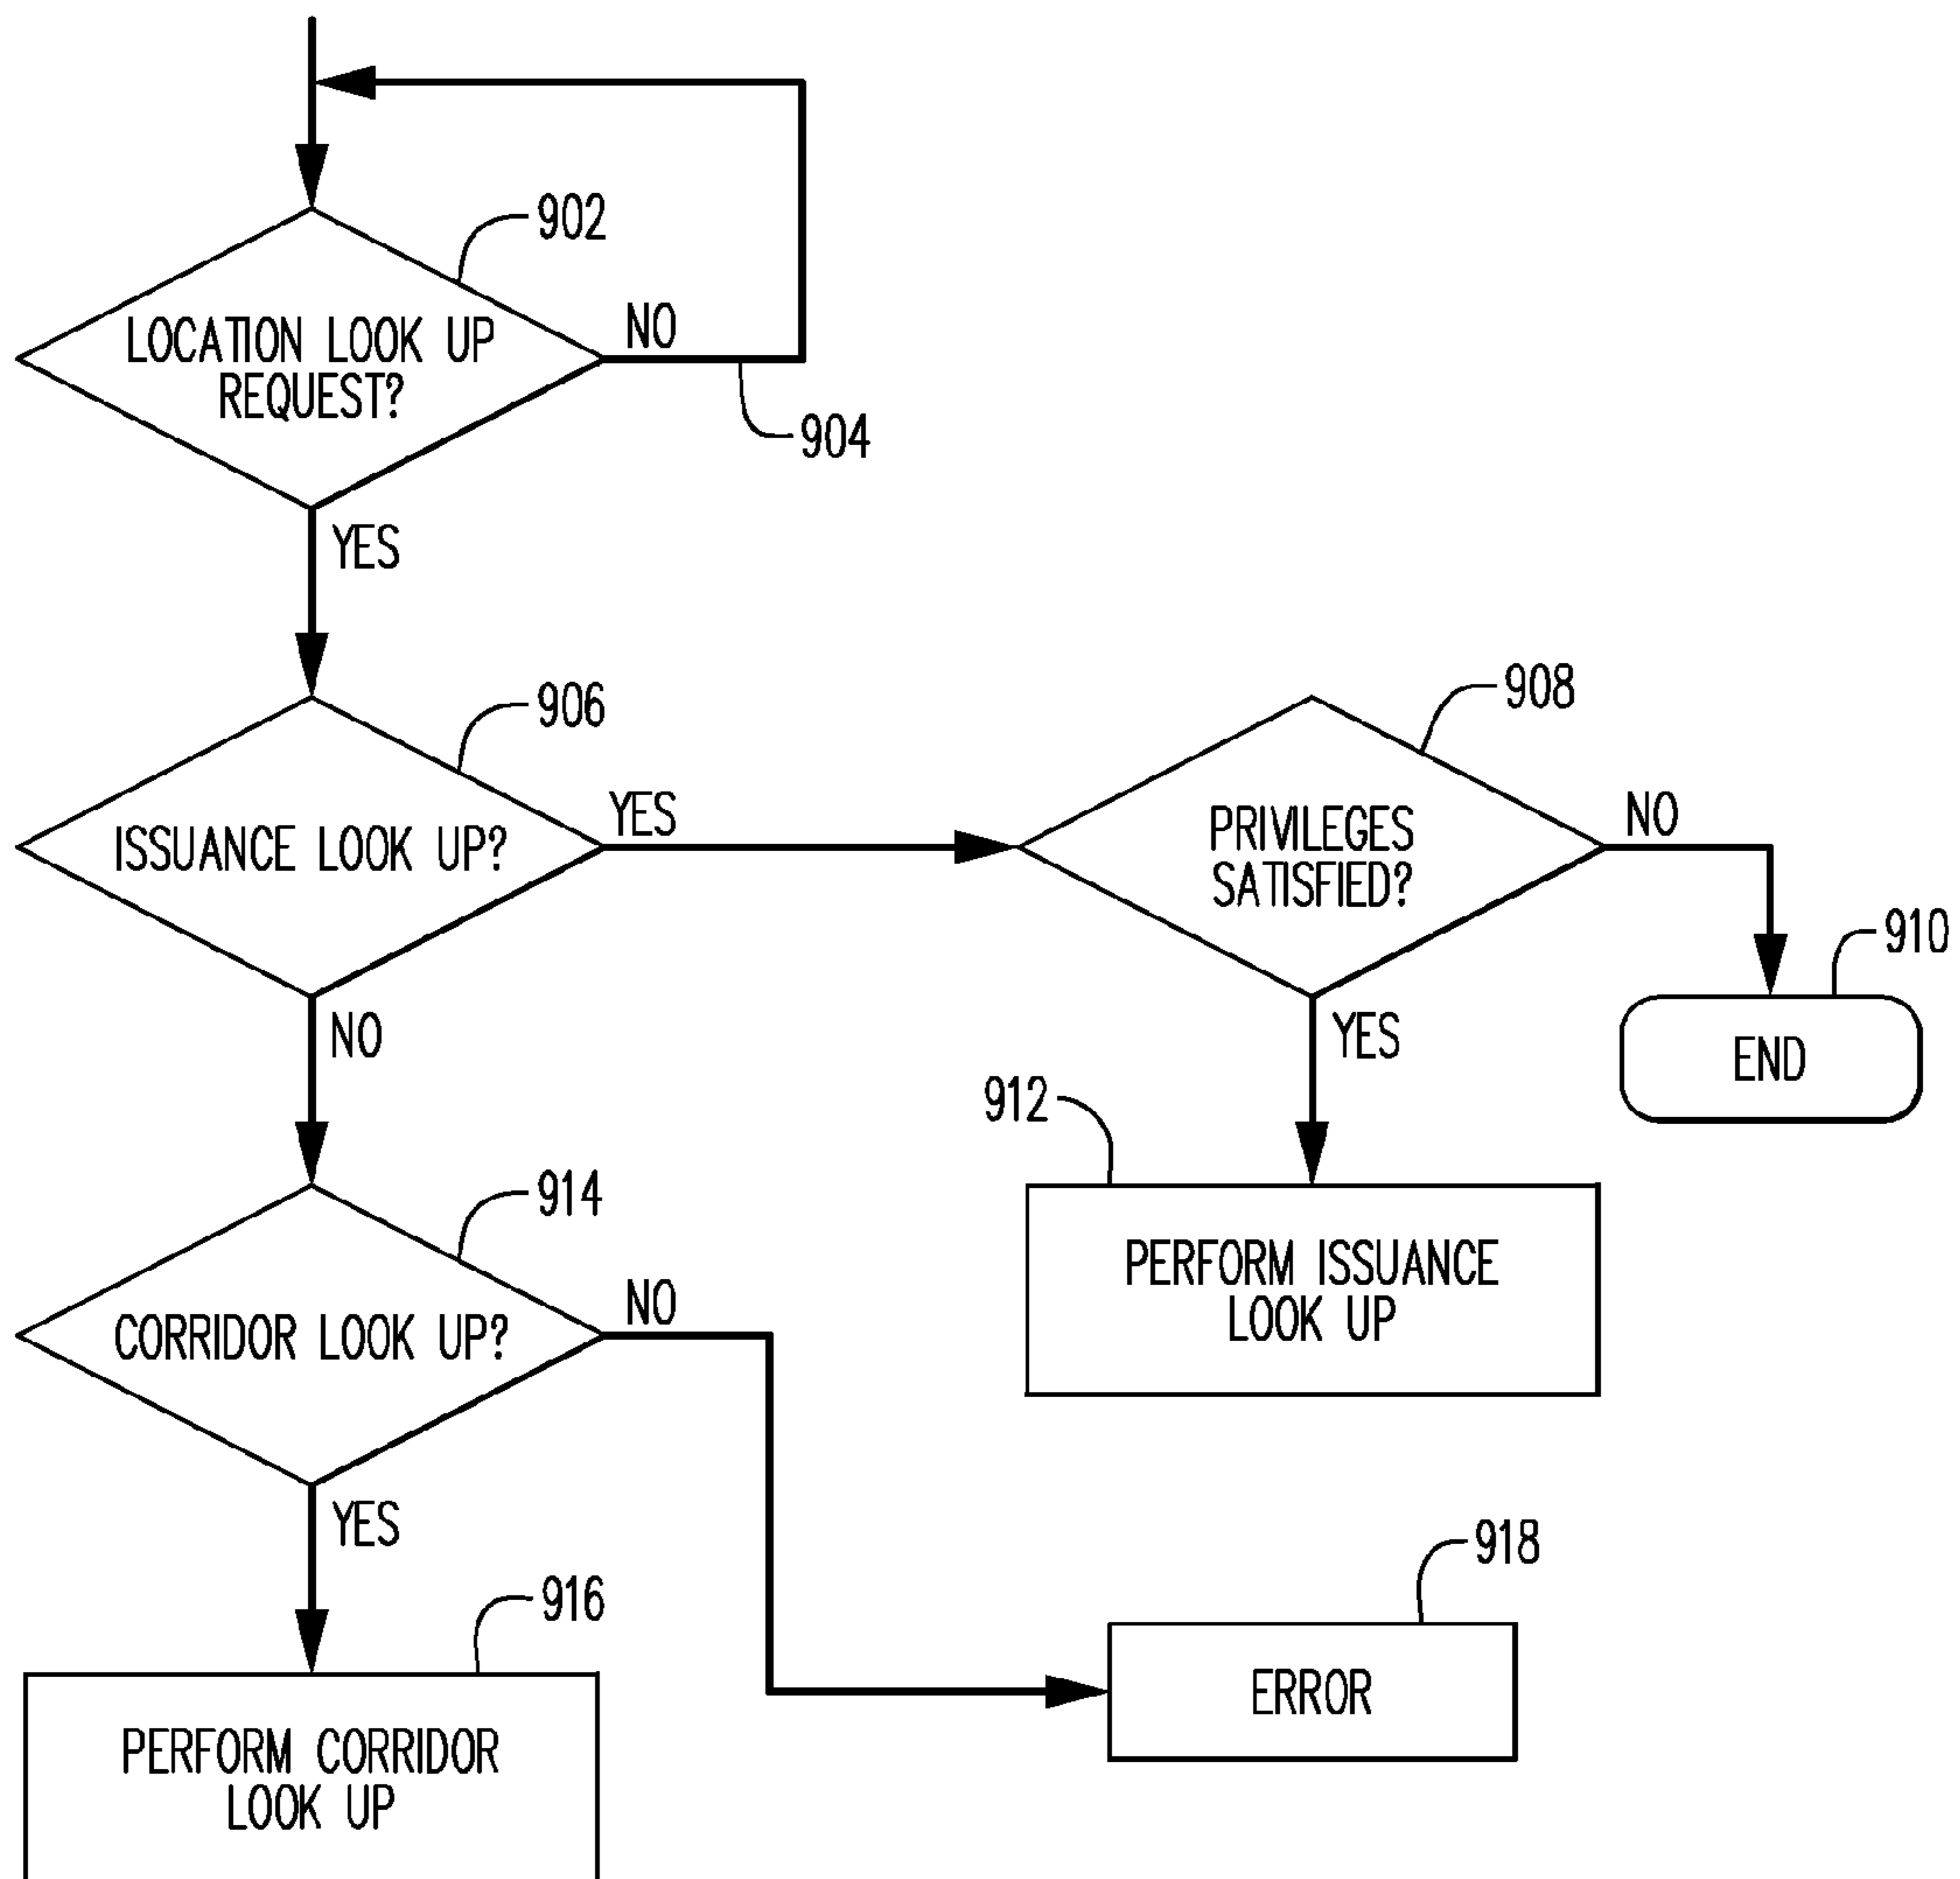 902
LOCATION LOOK UP
REQUEST?
NO
904
YES
906
ISSUANCE LOOK UP?
YES
NO
908
PRIVILEGES
SATISFIED?
NO
910
END
YES
912
PERFORM ISSUANCE
LOOK UP
914
CORRIDOR LOOK UP?
NO
YES
916
PERFORM CORRIDOR
LOOK UP
918
ERROR